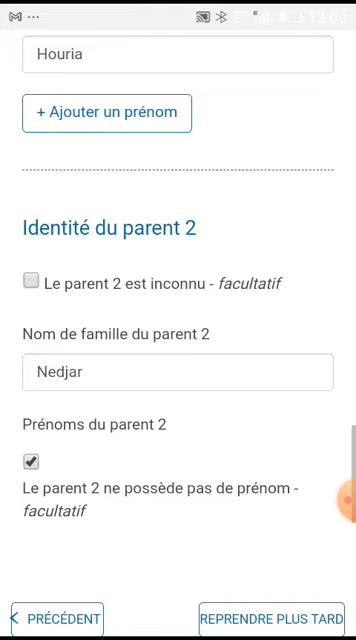 13:00
Houria
+ Ajouter un prénom
Identité du parent 2
Le parent 2 est inconnu - facultatif
Nom de famille du parent 2
Nedjar
Prénoms du parent 2
Le parent 2 ne possède pas de prénom -
facultatif
PRÉCÉDENT
REPRENDRE PLUS TARD